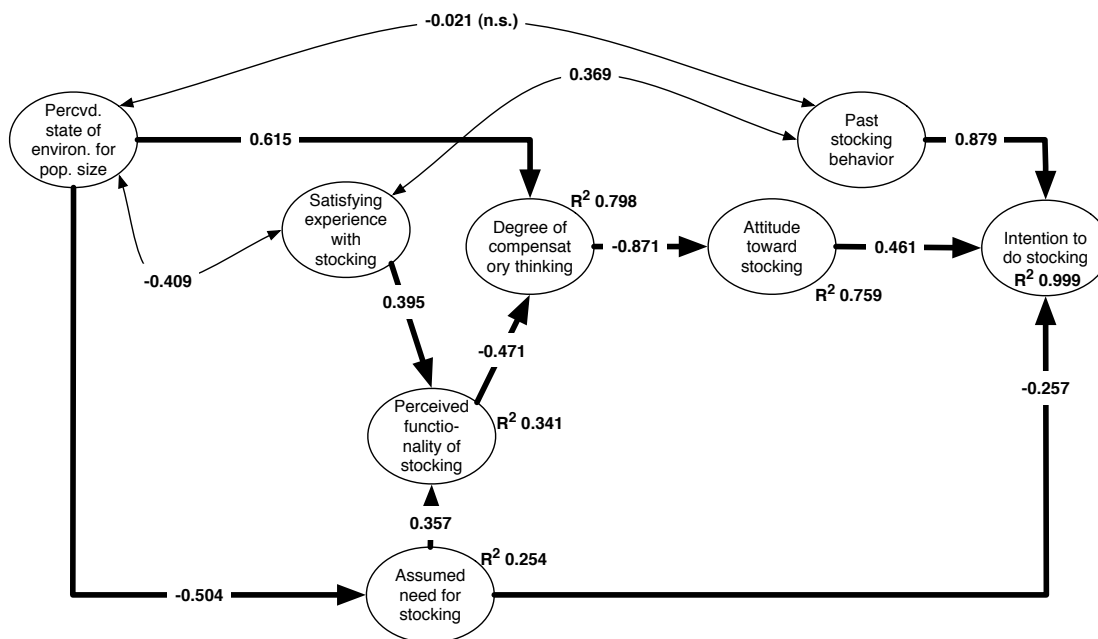 -0.021 (n.s.)
0.369
Percvd.
state of
environ. for
pop. size
0.615
Past
stocking
behavior
0.879
Satisfying
experience
with
stocking
R² 0.798
Degree of
compensat
ory thinking
-0.871
Attitude
toward
stocking
R² 0.759
0.461
Intention to
do stocking
R² 0.999
-0.409
0.395
-0.471
-0.257
Perceived
functio-
nality of
stocking
R² 0.341
0.357
R² 0.254
Assumed
need for
stocking
-0.504